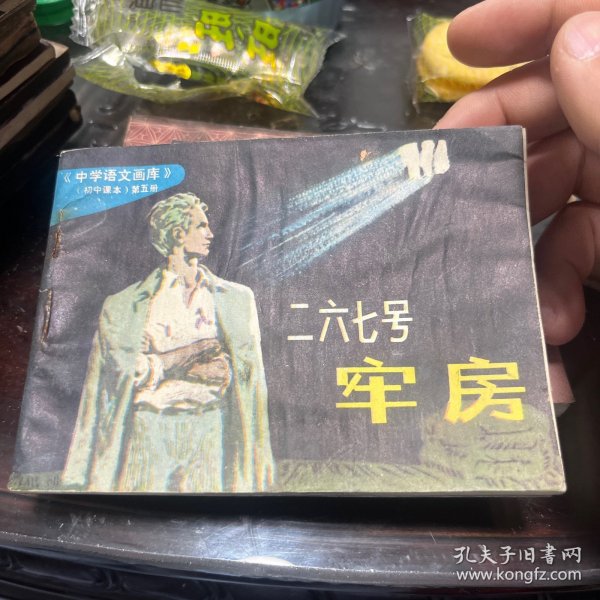 《中学语文画库》
（初中课本）第五册
二六七号
牢房
孔夫子旧书网
www.kongfz.com